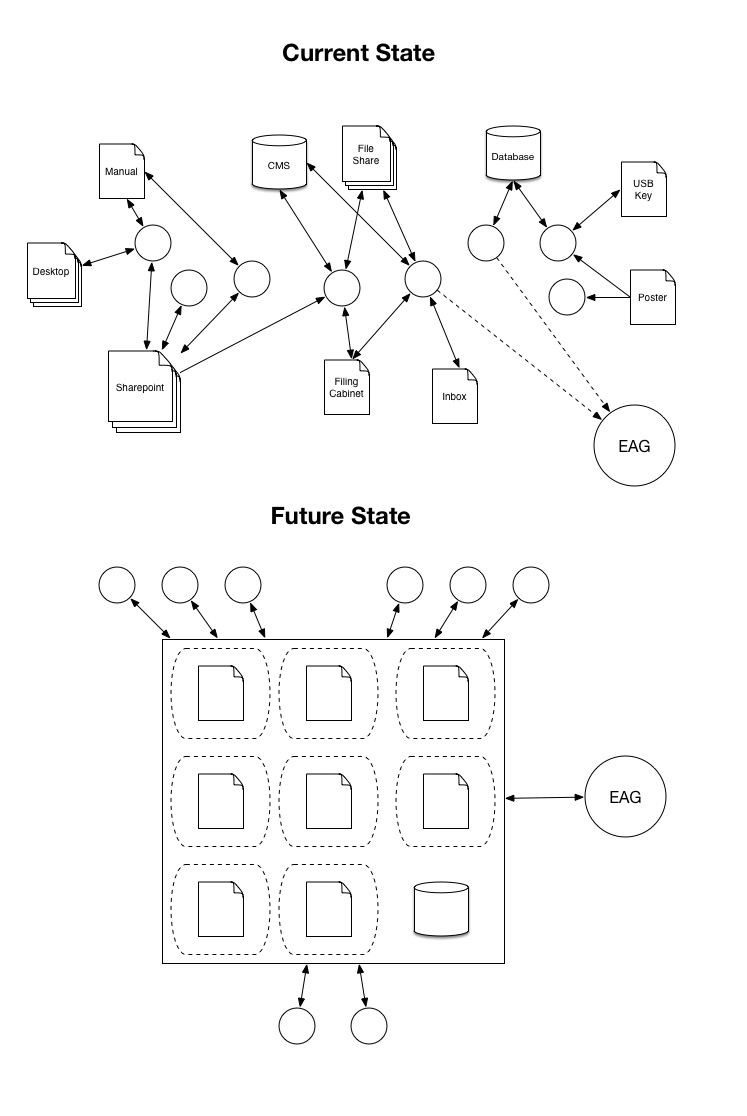 Current State
Manual
CMS
File
Share
Database
USB
Key
Desktop
Poster
Sharepoint
Filing
Cabinet
Inbox
EAG
Future State
EAG